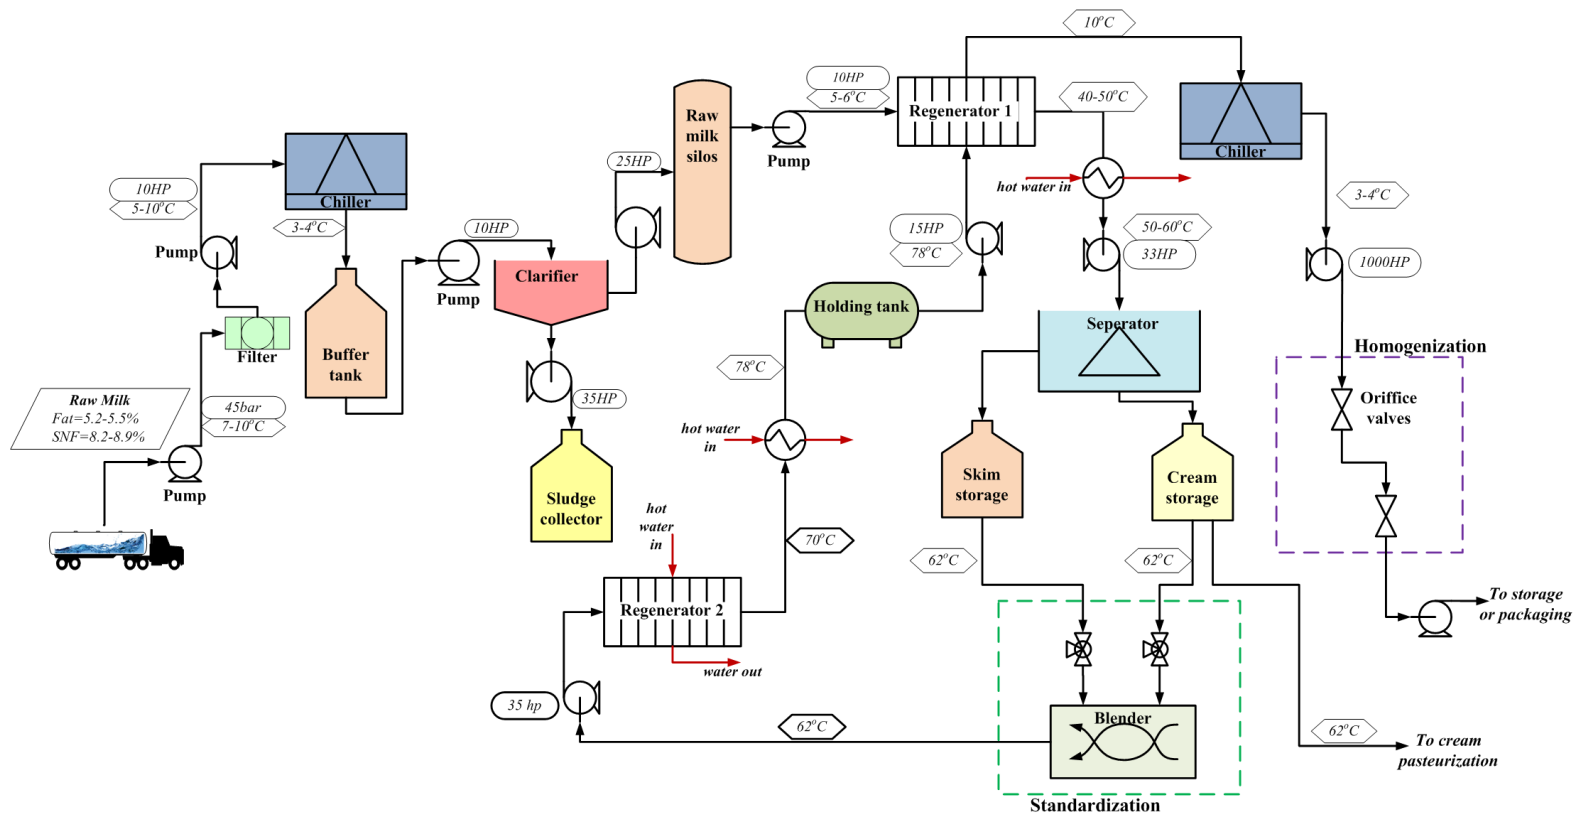 Raw Milk
Fat=5.2-5.5%
SNF=8.2-8.9%
Pump
45bar
7-10°C
Filter
Pump
10HP
5-10°C
Chiller
3-4°C
Buffer
tank
10HP
Pump
Clarifier
35HP
Sludge
collector
25HP
Raw
milk
silos
Pump
10HP
5-6°C
Regenerator 1
40-50°C
hot water in
50-60°C
33HP
Seperator
Skim
storage
Cream
storage
62°C
62°C
Blender
Standardization
62°C
To cream
pasteurization
62°C
35 hp
hot
water
in
Regenerator 2
water out
70°C
hot water
in
78°C
Holding tank
15HP
78°C
10°C
Chiller
3-4°C
1000HP
Homogenization
Oriffice
valves
To storage
or packaging